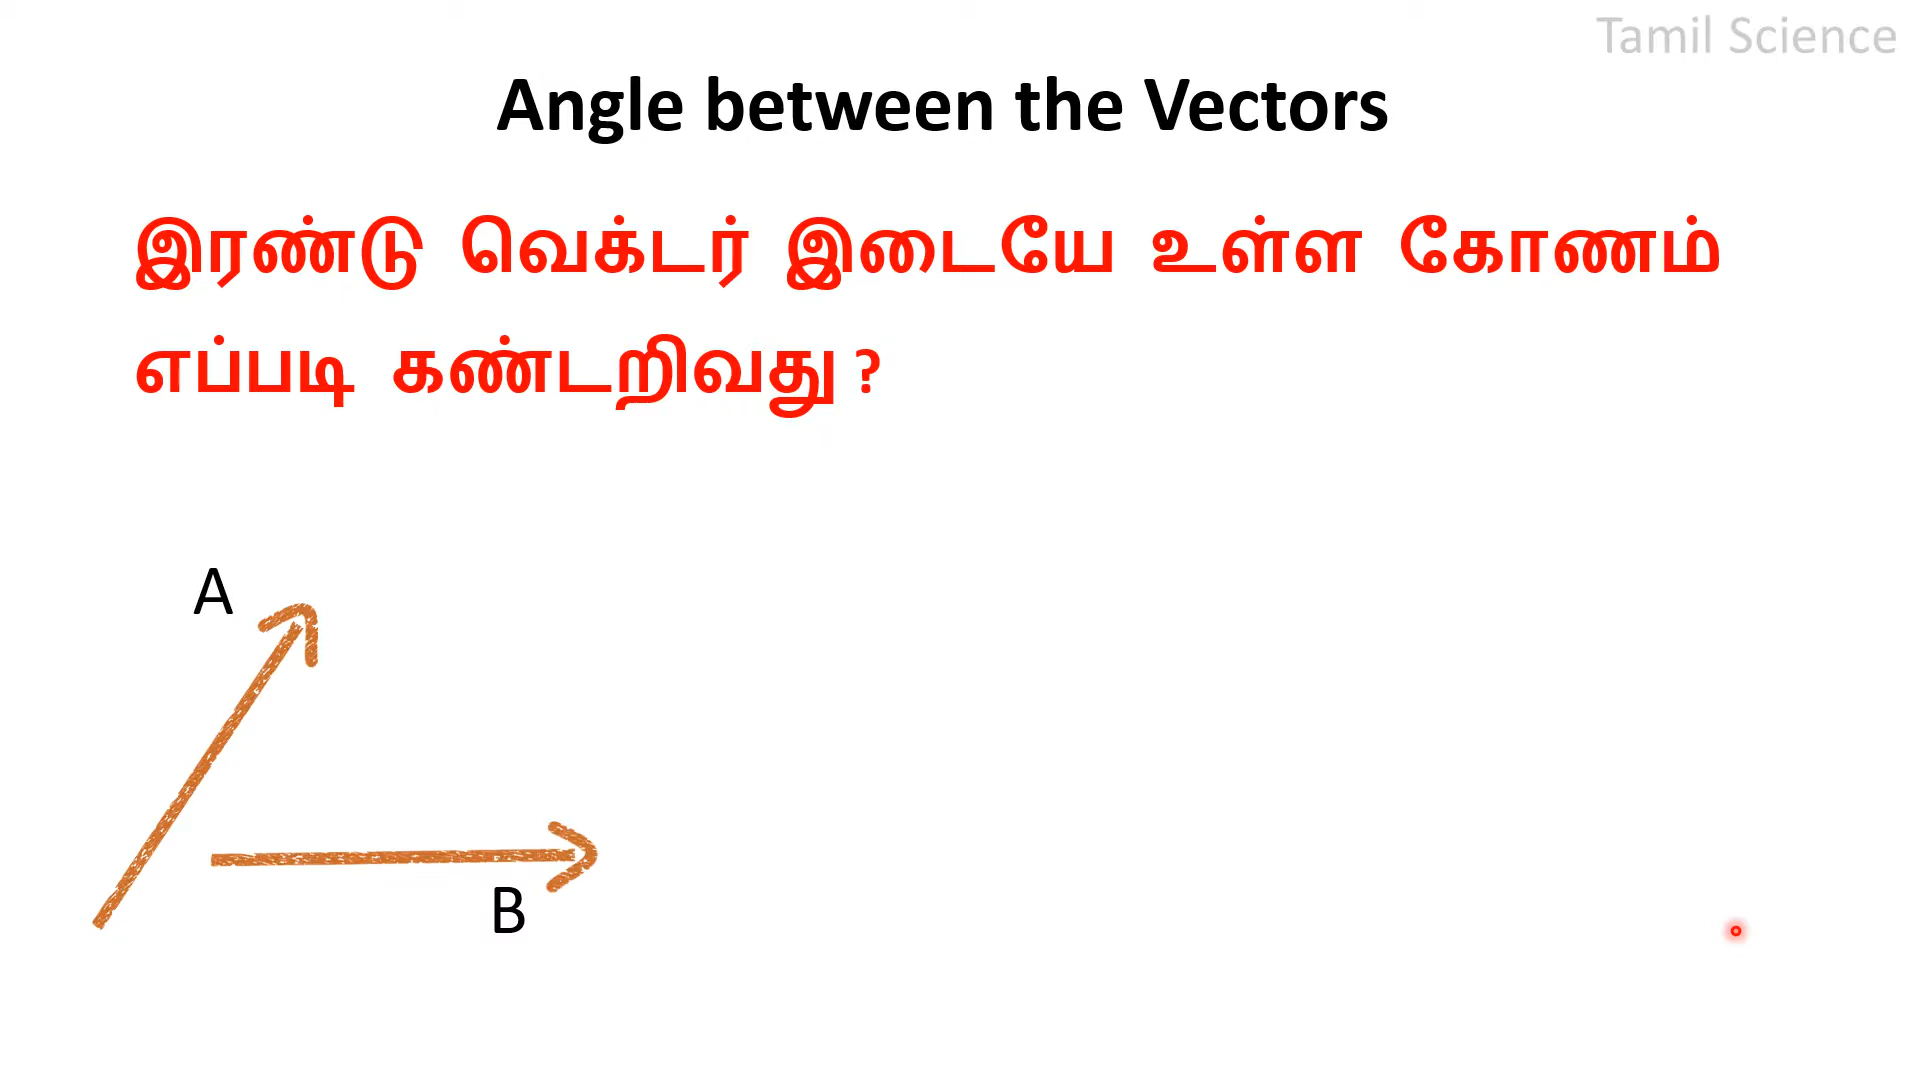 Tamil Science
Angle between the Vectors
இரண்டு வெக்டர் இடையே உள்ள கோணம்
எப்படி கண்டறிவது ?
A
B